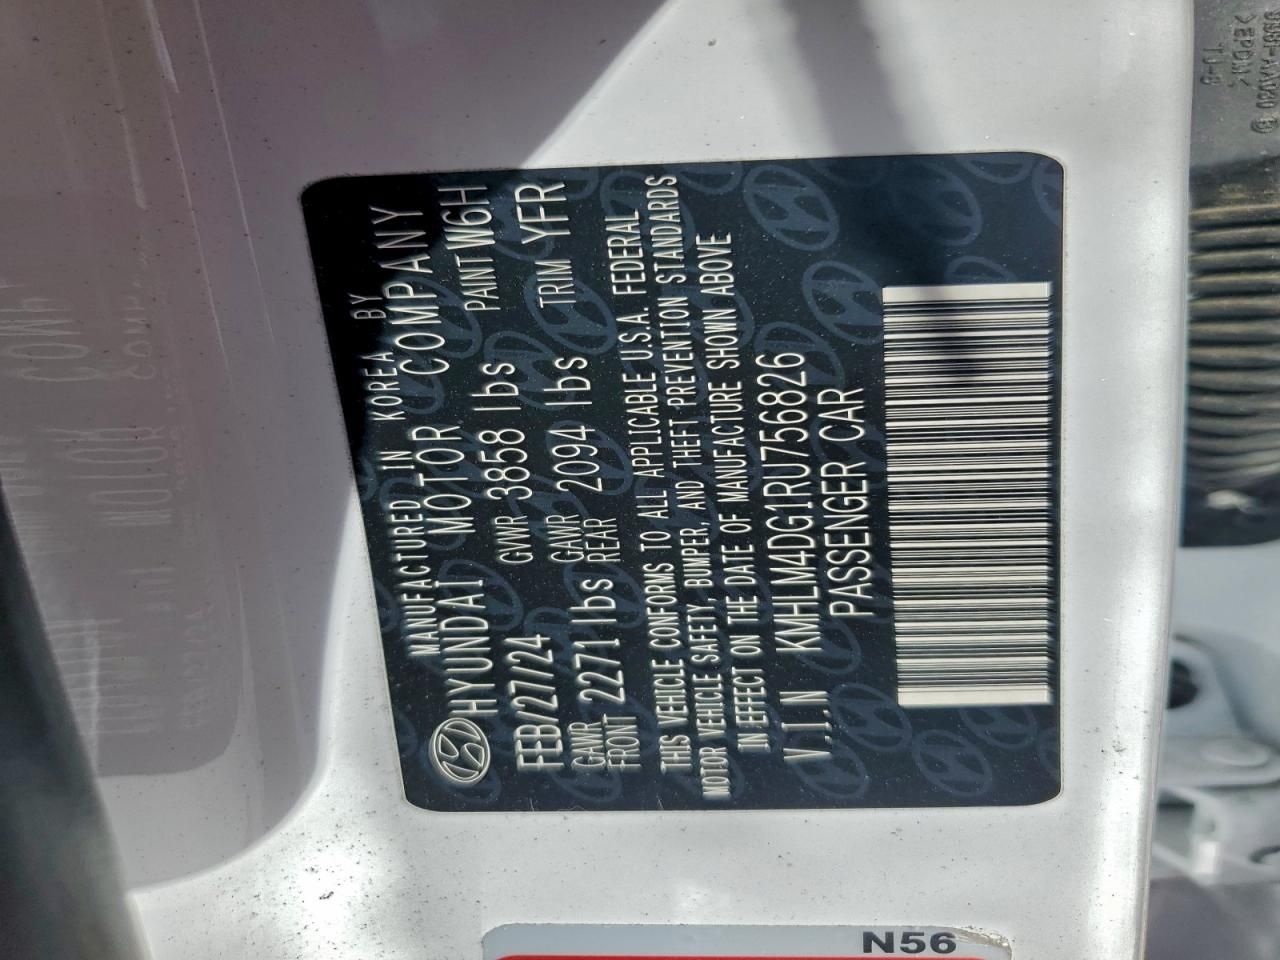 MANUFACTURED IN KOREA BY
HYUNDAI MOTOR COMPANY
FEB/27/24 GVWR 3858 lbs PAINT W6H
GAWR FRONT 2271 lbs GAWR REAR 2094 lbs TRIM YFR
THIS VEHICLE CONFORMS TO ALL APPLICABLE U.S.A. FEDERAL
MOTOR VEHICLE SAFETY, BUMPER, AND THEFT PREVENTION STANDARDS
IN EFFECT ON THE DATE OF MANUFACTURE SHOWN ABOVE
V.I.N KMHLM4DG1RU756826
PASSENGER CAR
N56
>EPDM<